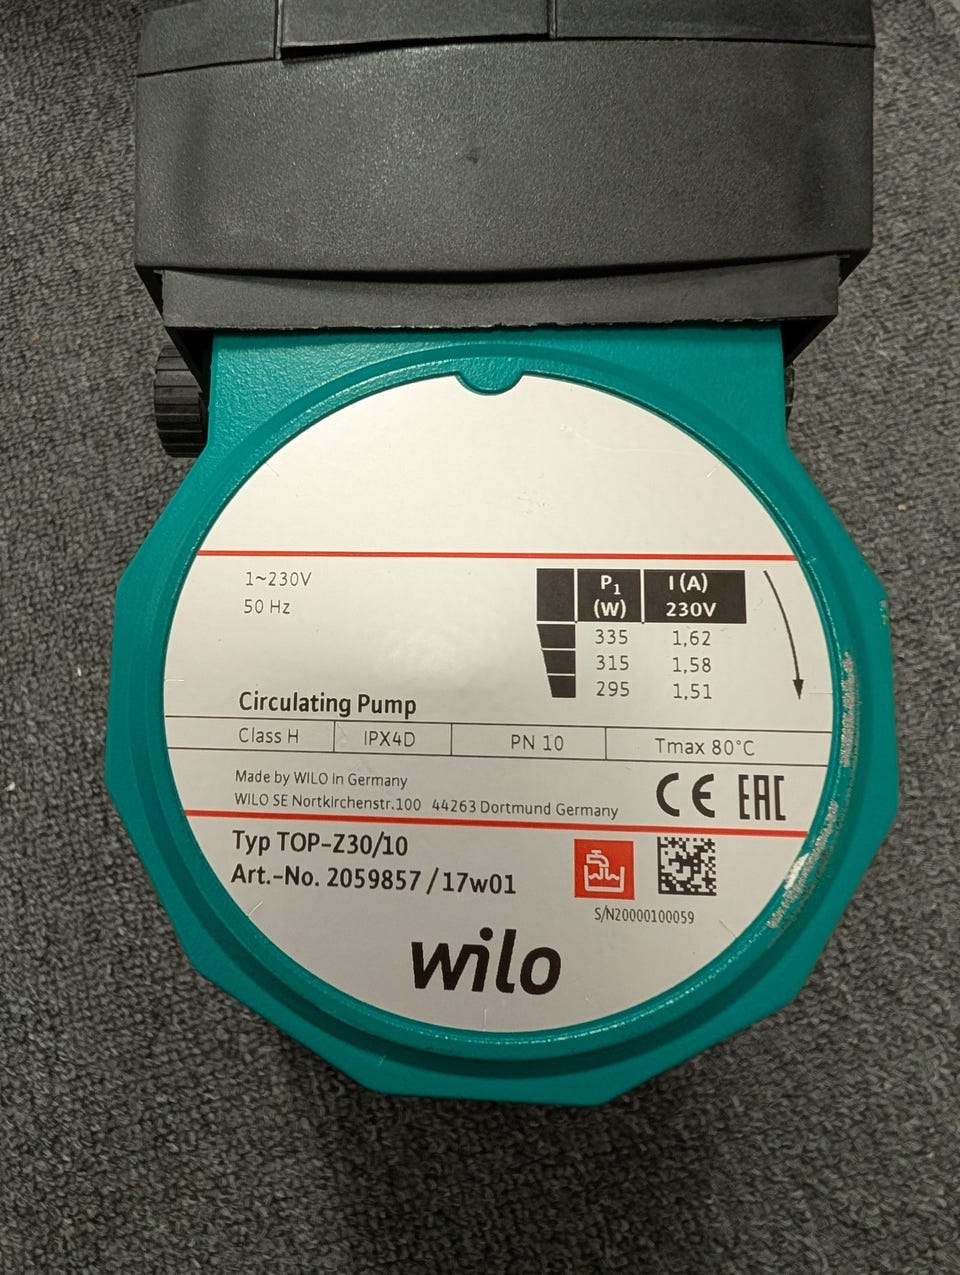 1~230V
50 Hz
P1 (W) I (A) 230V
335 1,62
315 1,58
295 1,51
Circulating Pump
Class H IPX4D PN 10 Tmax 80°C
Made by WILO in Germany
WILO SE Nortkirchenstr.100 44263 Dortmund Germany
CE EAC
Typ TOP-Z30/10
Art.-No. 2059857 / 17w01
S/N20000100059
wilo